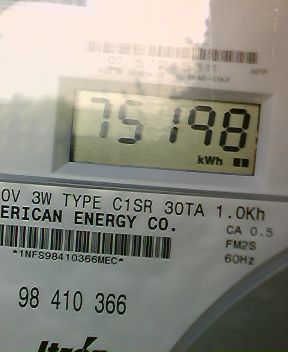 75198
kWh
0V 3W TYPE C1SR 30TA 1.0Kh
ERICAN ENERGY CO.
CA 0.5
FM2S
60Hz
*1NFS98410366MEC*
98 410 366
Itrón